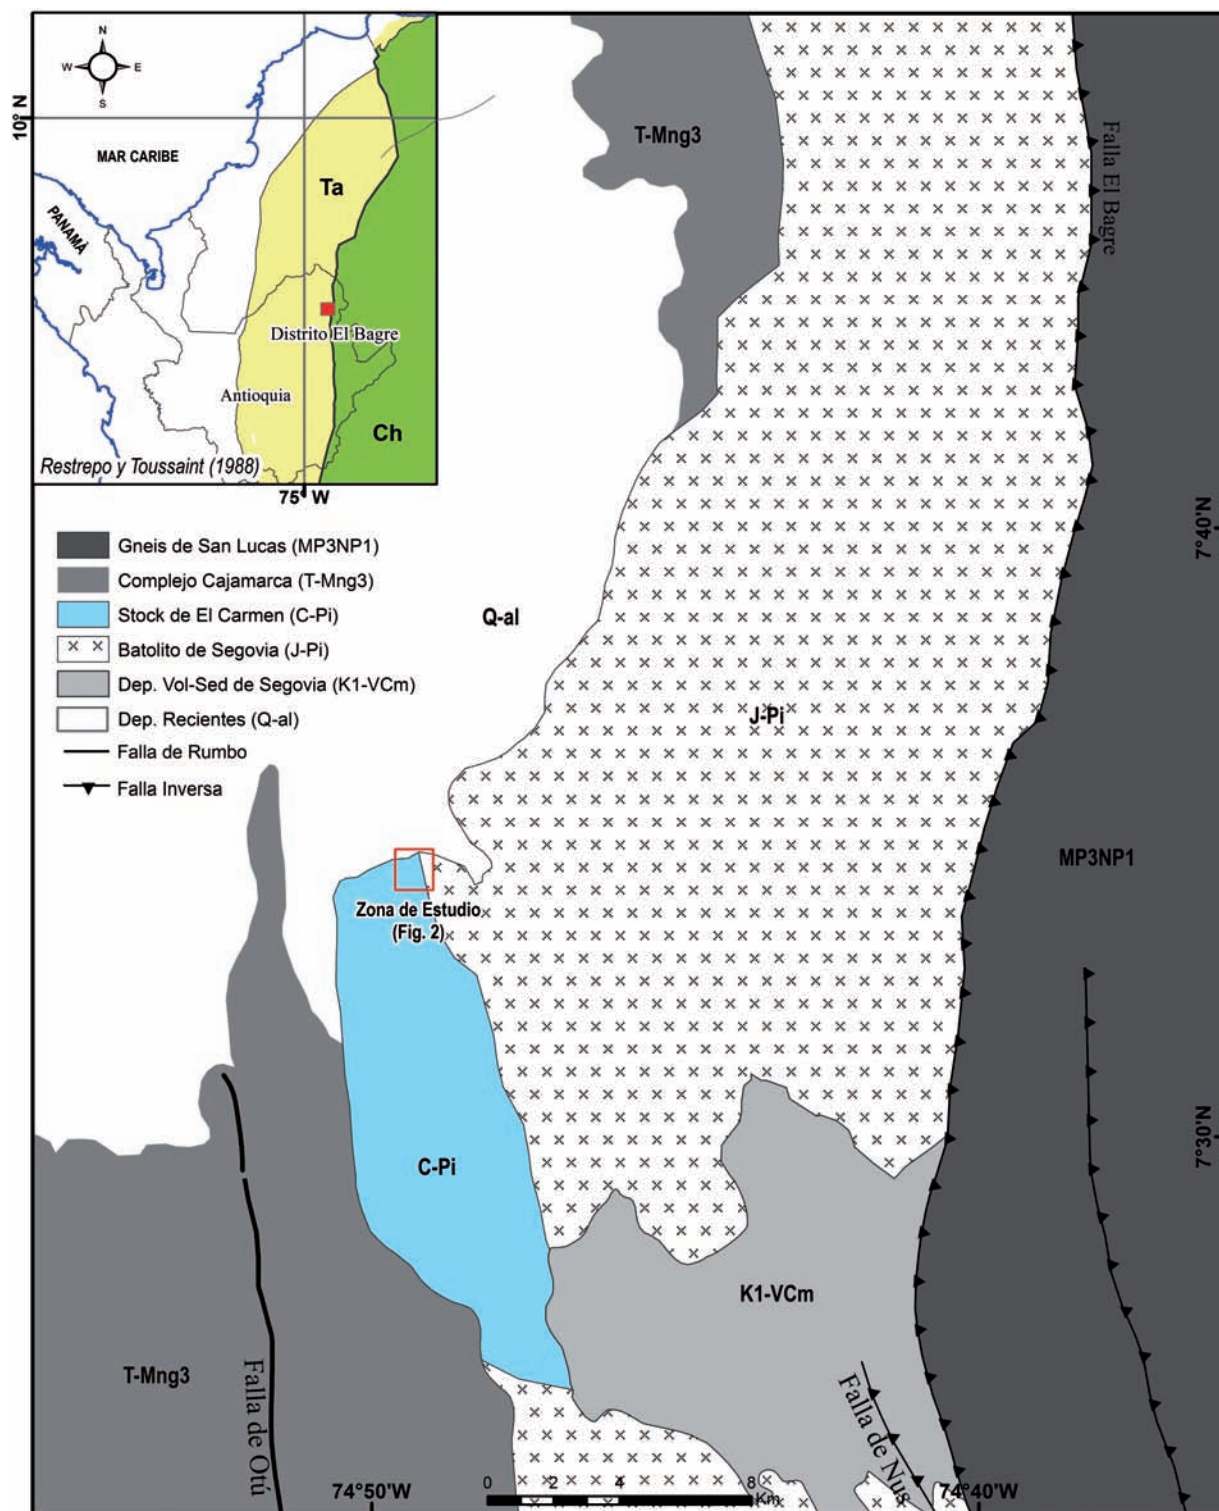 N
W
E
S
10° N
MAR CARIBE
PANAMÁ
Ta
Distrito El Bagre
Antioquia
Ch
Restrepo y Toussaint (1988)
75° W
T-Mng3
Falla El Bagre
7°40'N
Gneis de San Lucas (MP3NP1)
Complejo Cajamarca (T-Mng3)
Stock de El Carmen (C-Pi)
Batolito de Segovia (J-Pi)
Dep. Vol-Sed de Segovia (K1-VCm)
Dep. Recientes (Q-al)
Falla de Rumbo
Falla Inversa
Q-al
J-Pi
MP3NP1
Zona de Estudio
(Fig. 2)
7°30'N
C-Pi
K1-VCm
T-Mng3
Falla de Otú
Falla de Nus
74°50'W
0 2 4 8
Km
74°40'W